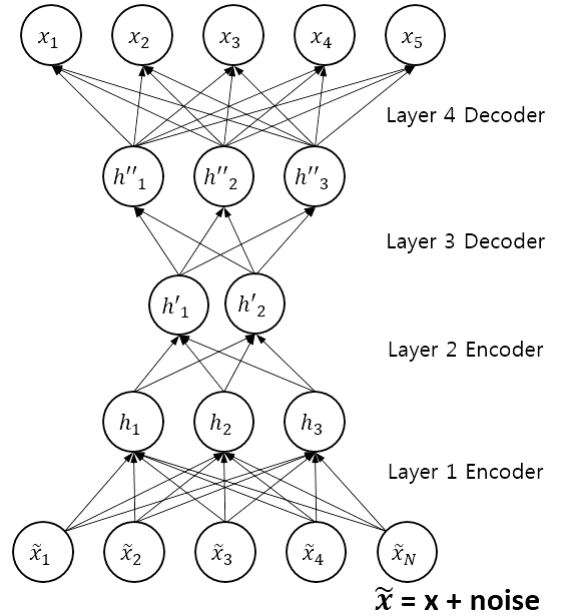 x₁ x₂ x₃ x₄ x₅
Layer 4 Decoder
h''₁ h''₂ h''₃
Layer 3 Decoder
h'₁ h'₂
Layer 2 Encoder
h₁ h₂ h₃
Layer 1 Encoder
x̃₁ x̃₂ x̃₃ x̃₄ x̃_N
x̃ = x + noise